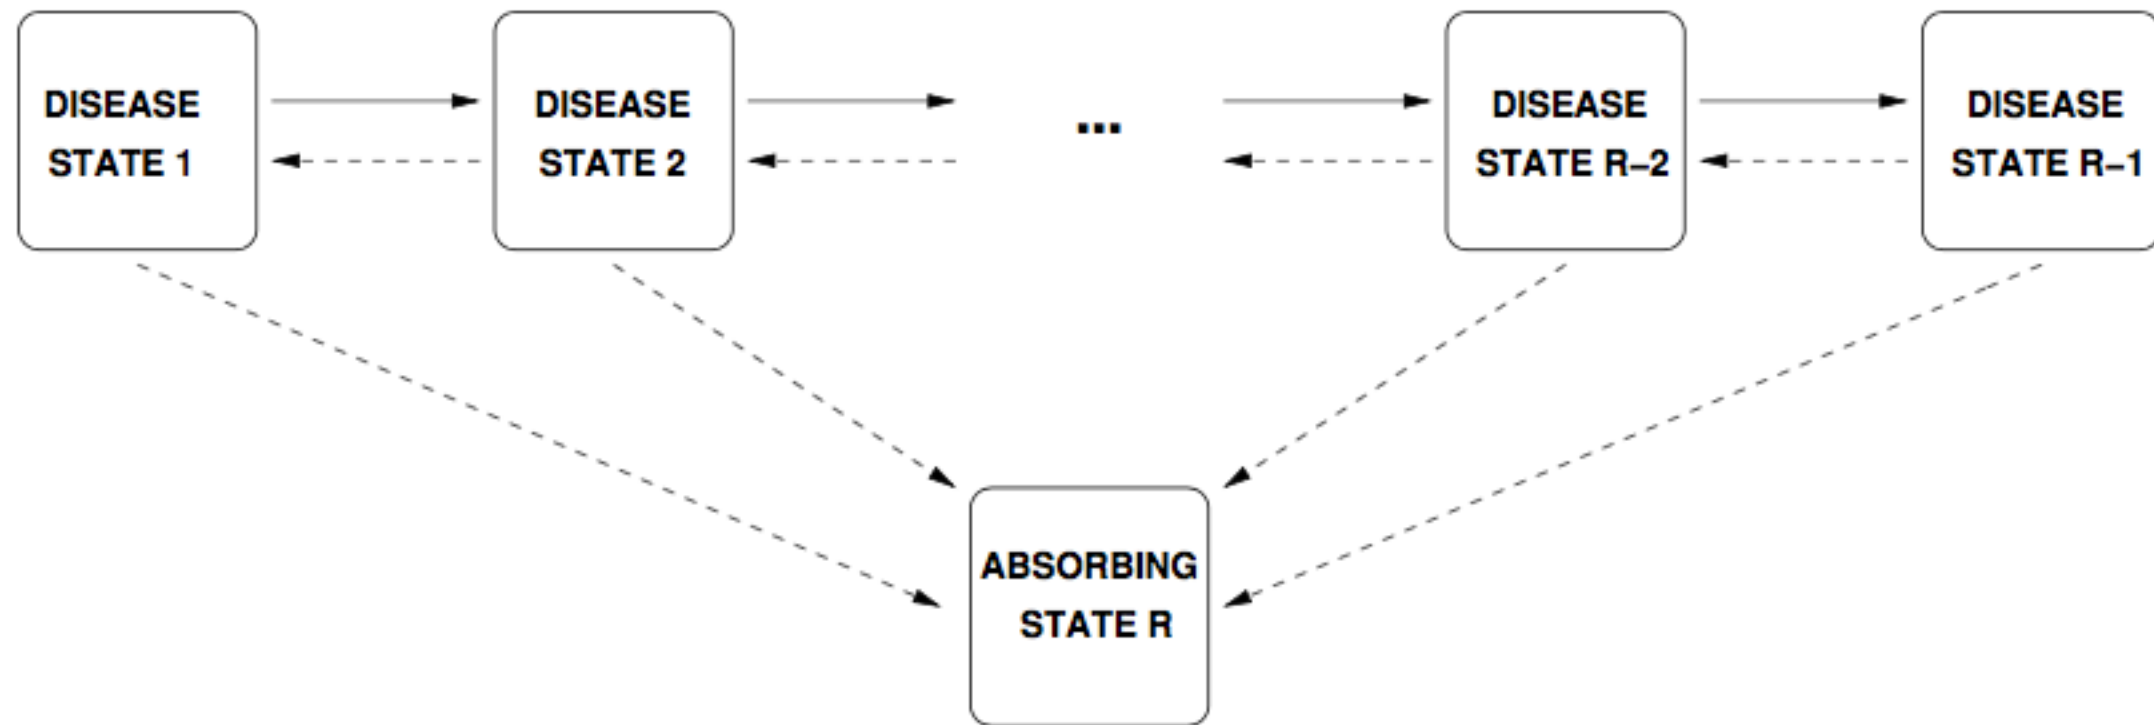 DISEASE
STATE 1
DISEASE
STATE 2
...
DISEASE
STATE R–2
DISEASE
STATE R–1
ABSORBING
STATE R